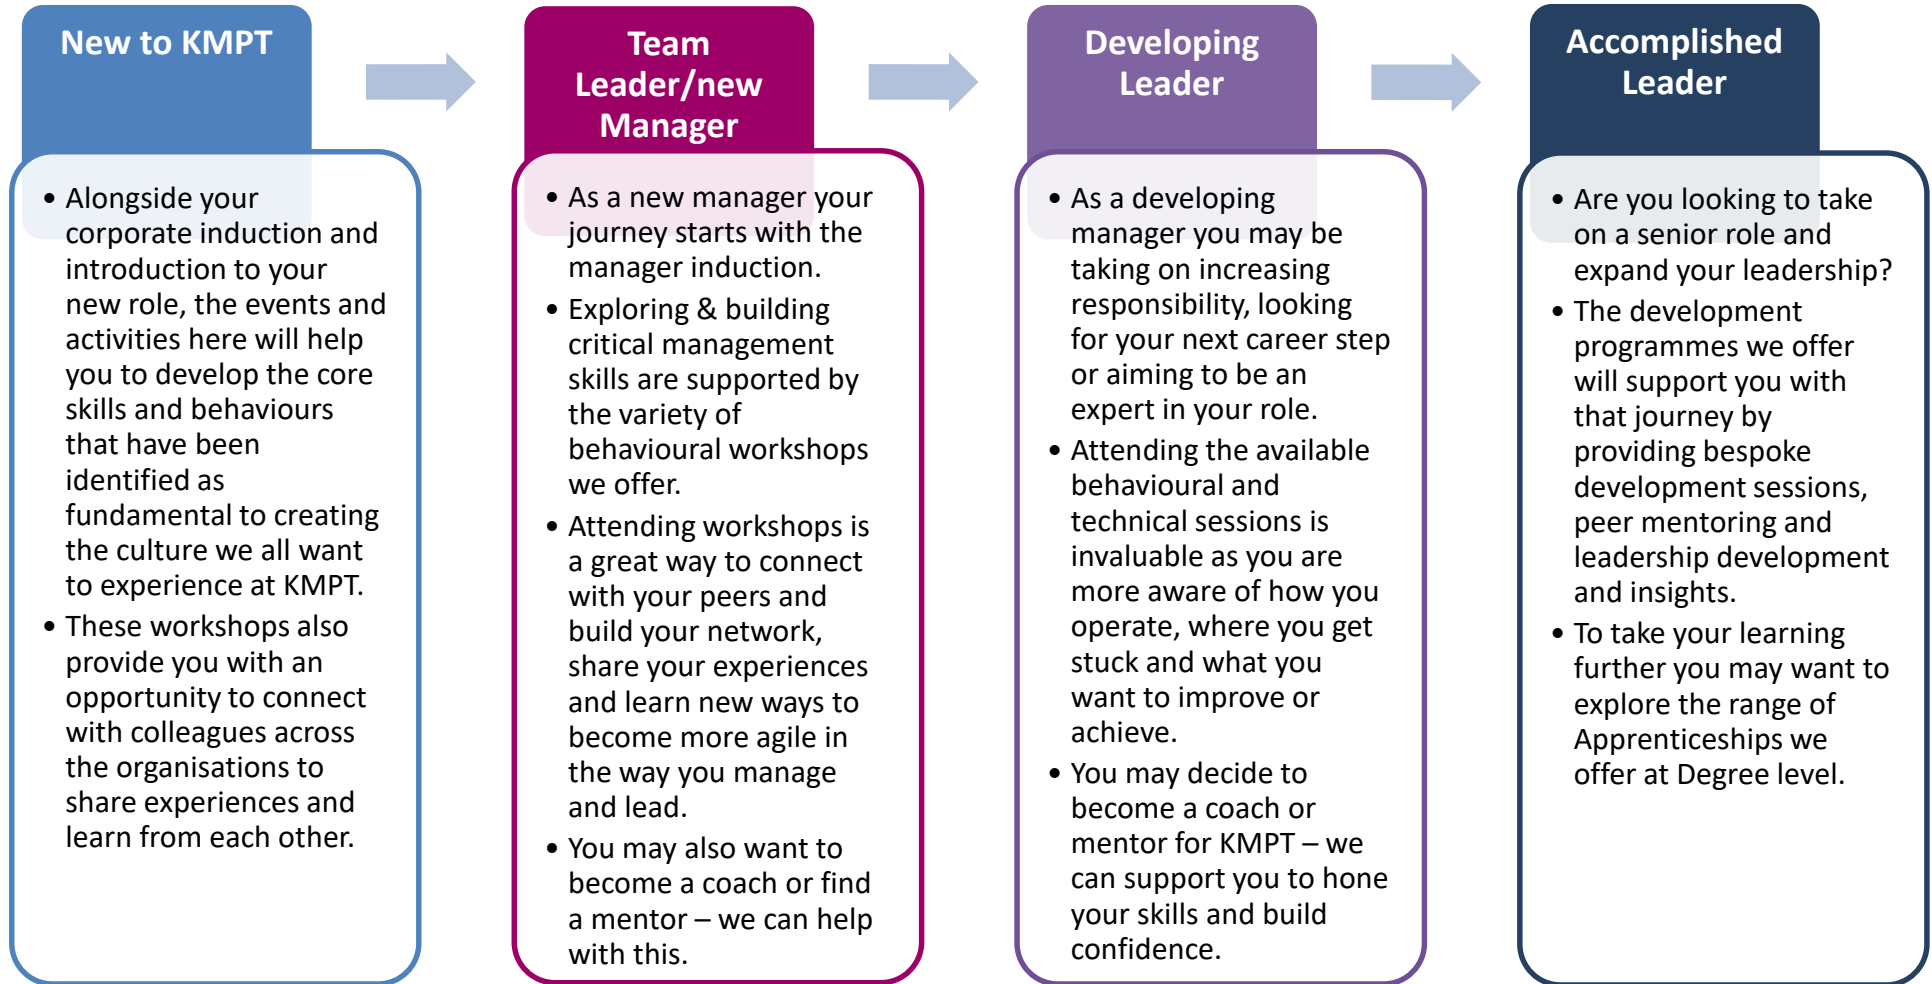 New to KMPT
• Alongside your
corporate induction and
introduction to your
new role, the events and
activities here will help
you to develop the core
skills and behaviours
that have been
identified as
fundamental to creating
the culture we all want
to experience at KMPT.
• These workshops also
provide you with an
opportunity to connect
with colleagues across
the organisations to
share experiences and
learn from each other.
Team
Leader/new
Manager
• As a new manager your
journey starts with the
manager induction.
• Exploring & building
critical management
skills are supported by
the variety of
behavioural workshops
we offer.
• Attending workshops is
a great way to connect
with your peers and
build your network,
share your experiences
and learn new ways to
become more agile in
the way you manage
and lead.
• You may also want to
become a coach or find
a mentor – we can help
with this.
Developing
Leader
• As a developing
manager you may be
taking on increasing
responsibility, looking
for your next career step
or aiming to be an
expert in your role.
• Attending the available
behavioural and
technical sessions is
invaluable as you are
more aware of how you
operate, where you get
stuck and what you
want to improve or
achieve.
• You may decide to
become a coach or
mentor for KMPT – we
can support you to hone
your skills and build
confidence.
Accomplished
Leader
• Are you looking to take
on a senior role and
expand your leadership?
• The development
programmes we offer
will support you with
that journey by
providing bespoke
development sessions,
peer mentoring and
leadership development
and insights.
• To take your learning
further you may want to
explore the range of
Apprenticeships we
offer at Degree level.